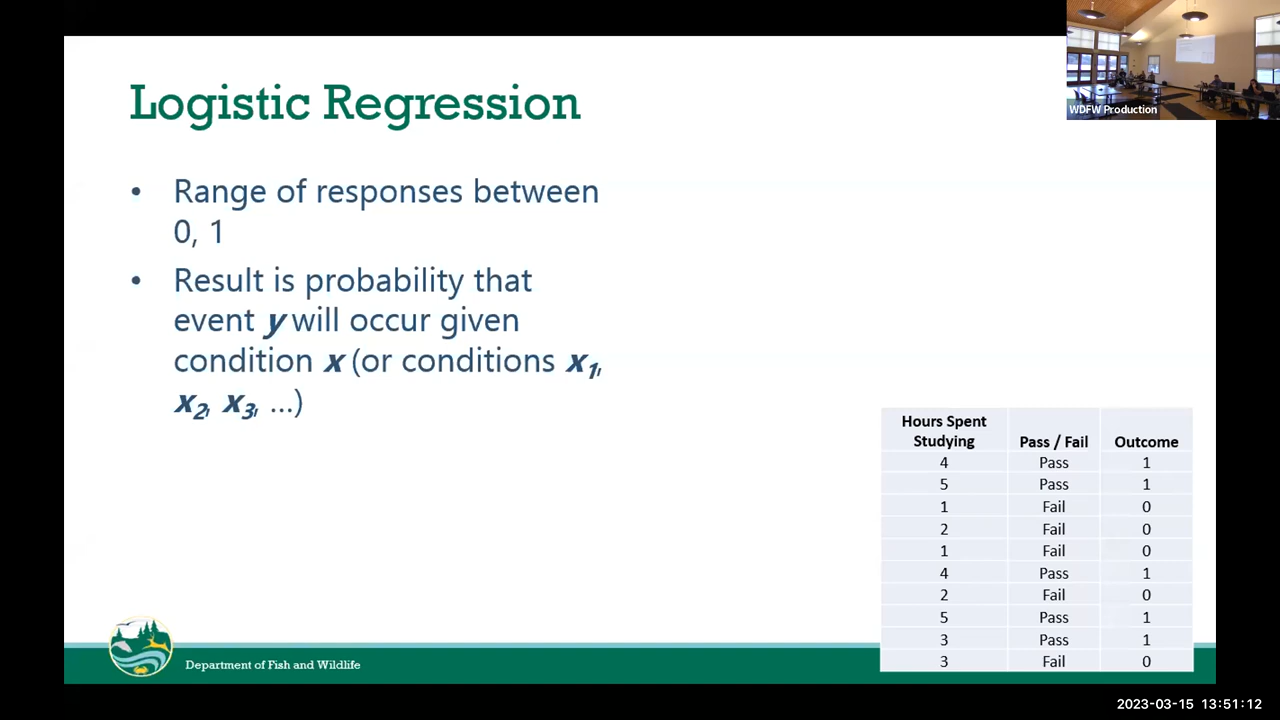 WDFW Production
Logistic Regression
• Range of responses between
0, 1
• Result is probability that
event y will occur given
condition x (or conditions x1,
x2, x3, ...)
Hours Spent
Studying Pass / Fail Outcome
4 Pass 1
5 Pass 1
1 Fail 0
2 Fail 0
1 Fail 0
4 Pass 1
2 Fail 0
5 Pass 1
3 Pass 1
3 Fail 0
Department of Fish and Wildlife
2023-03-15 13:51:12